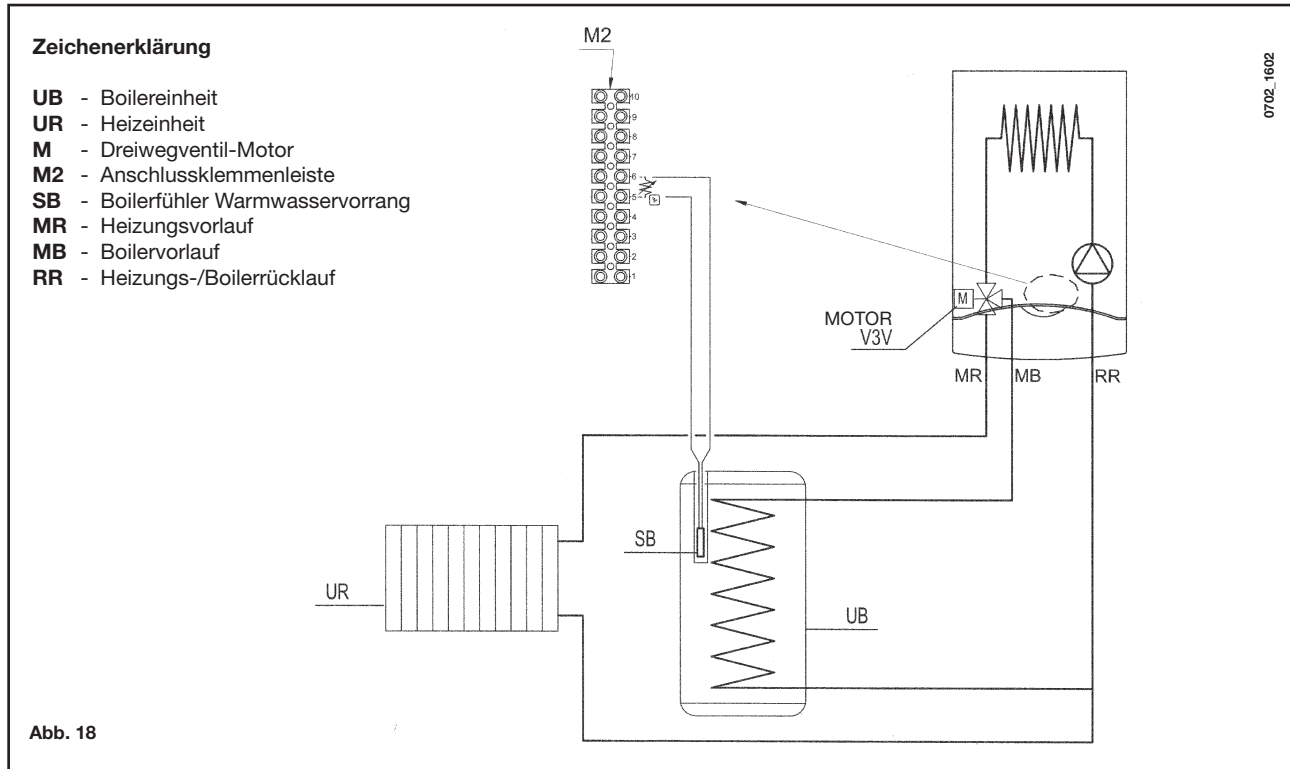 Zeichenerklärung
UB - Boilereinheit
UR - Heizeinheit
M - Dreiwegventil-Motor
M2 - Anschlussklemmenleiste
SB - Boilerfühler Warmwasservorrang
MR - Heizungsvorlauf
MB - Boilervorlauf
RR - Heizungs-/Boilerrücklauf
M2
10
9
8
7
6
5
4
3
2
1
0702_1602
M
MOTOR
V3V
MR
MB
RR
SB
UR
UB
Abb. 18